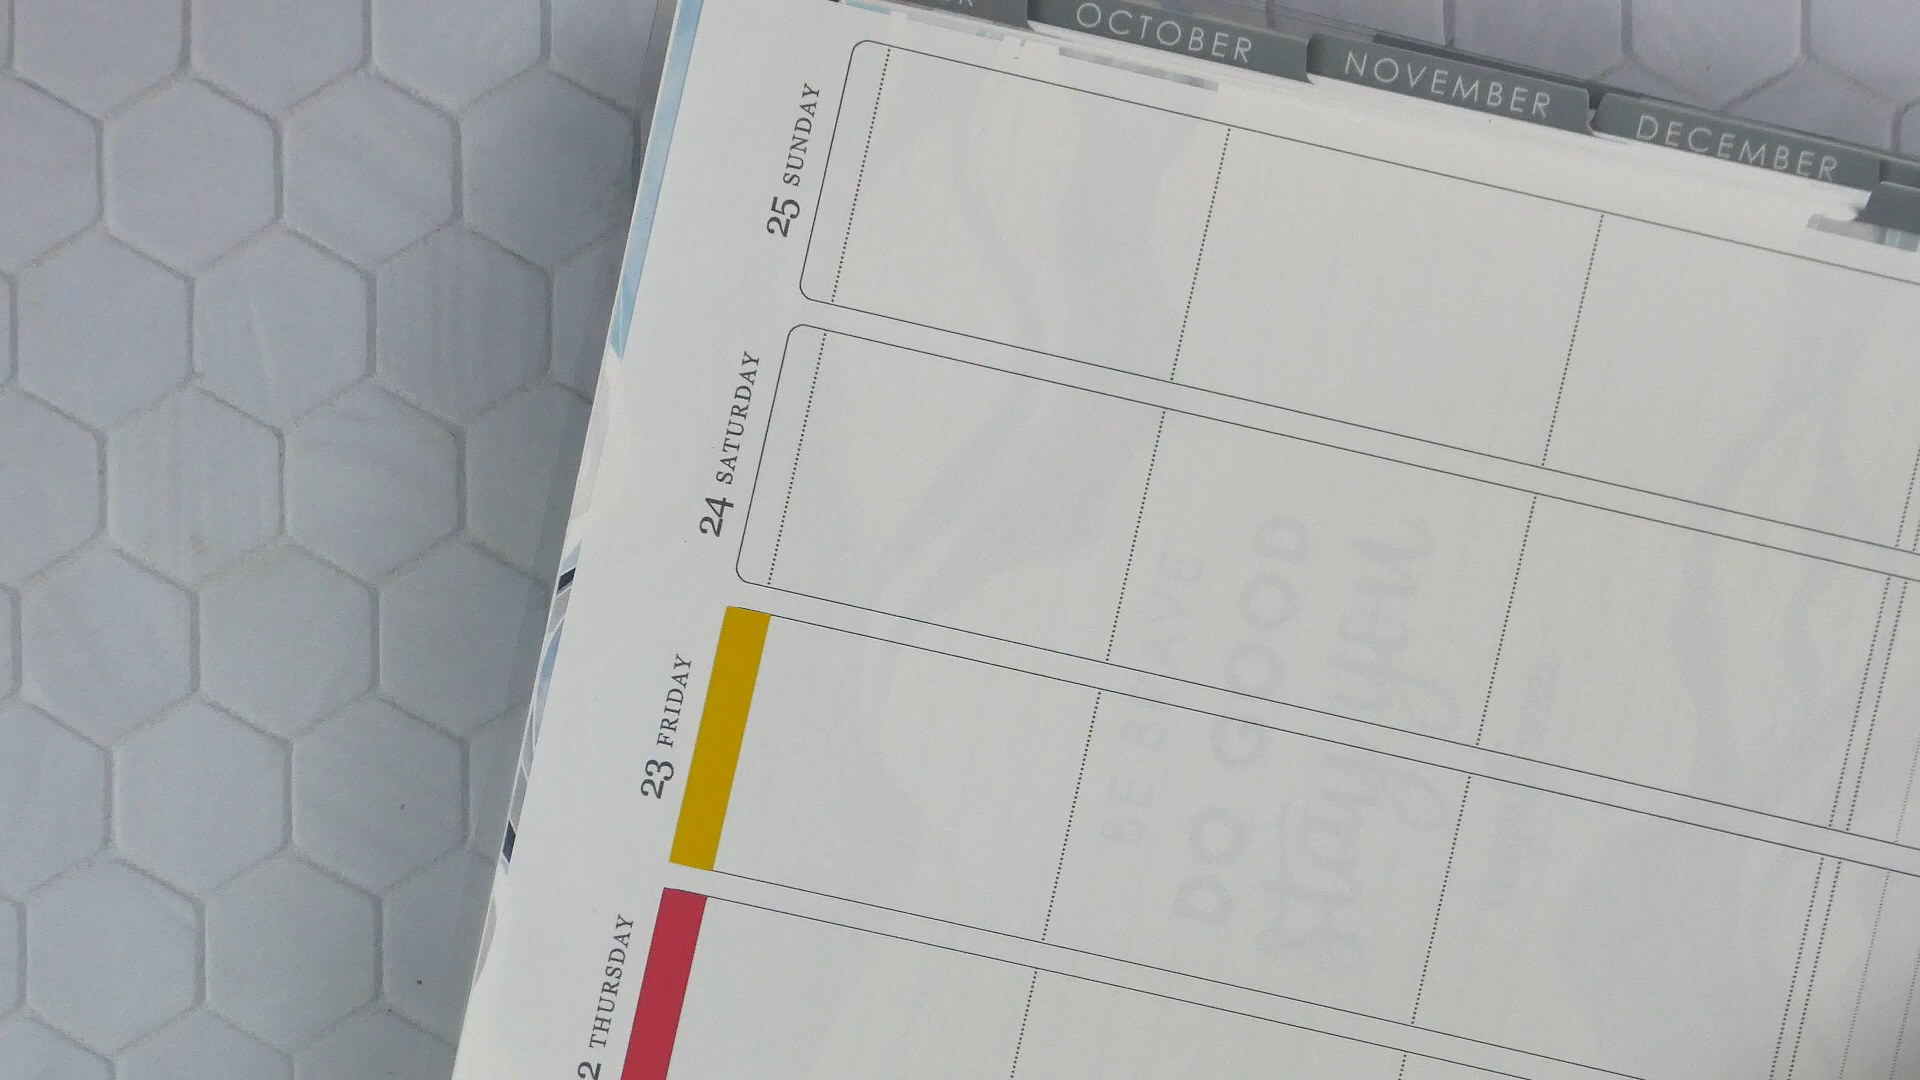 OCTOBER
NOVEMBER
DECEMBER
25 SUNDAY
24 SATURDAY
23 FRIDAY
2 THURSDAY
BE BRAVE
DO GOOD